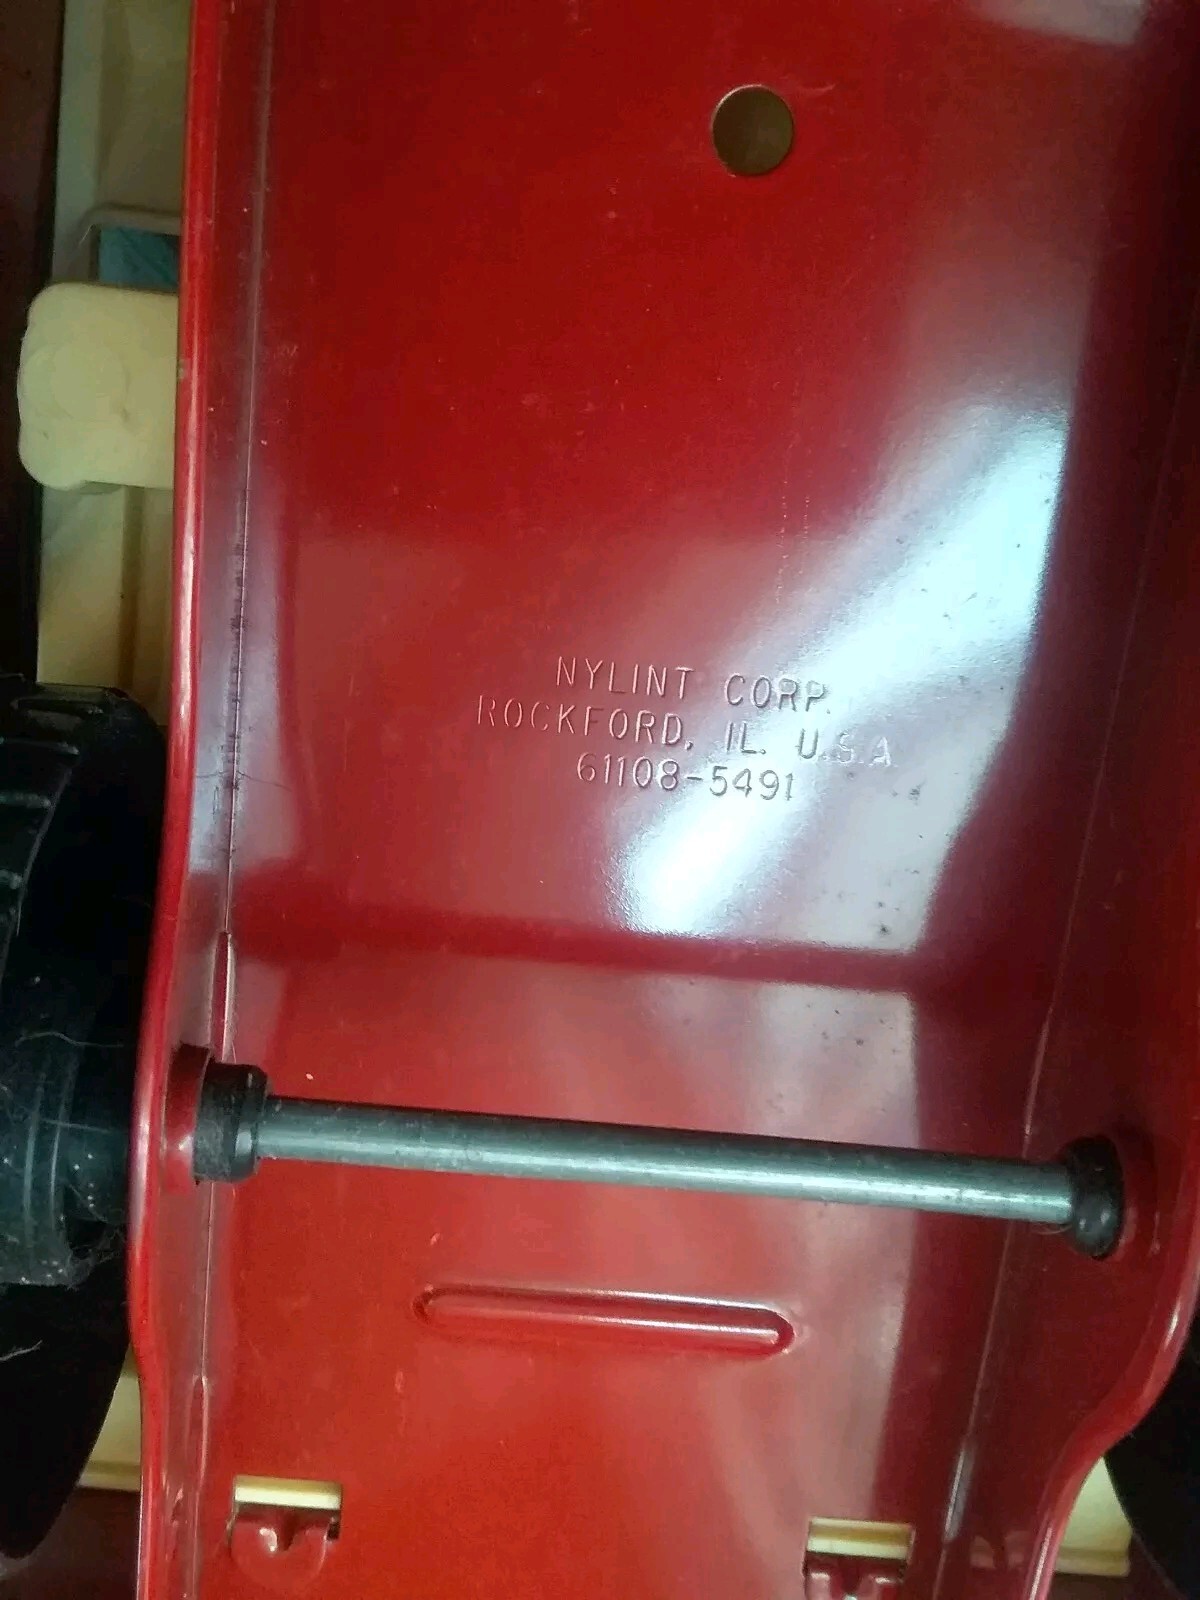 NYLINT CORP.
ROCKFORD, IL. U.S.A.
61108-5491